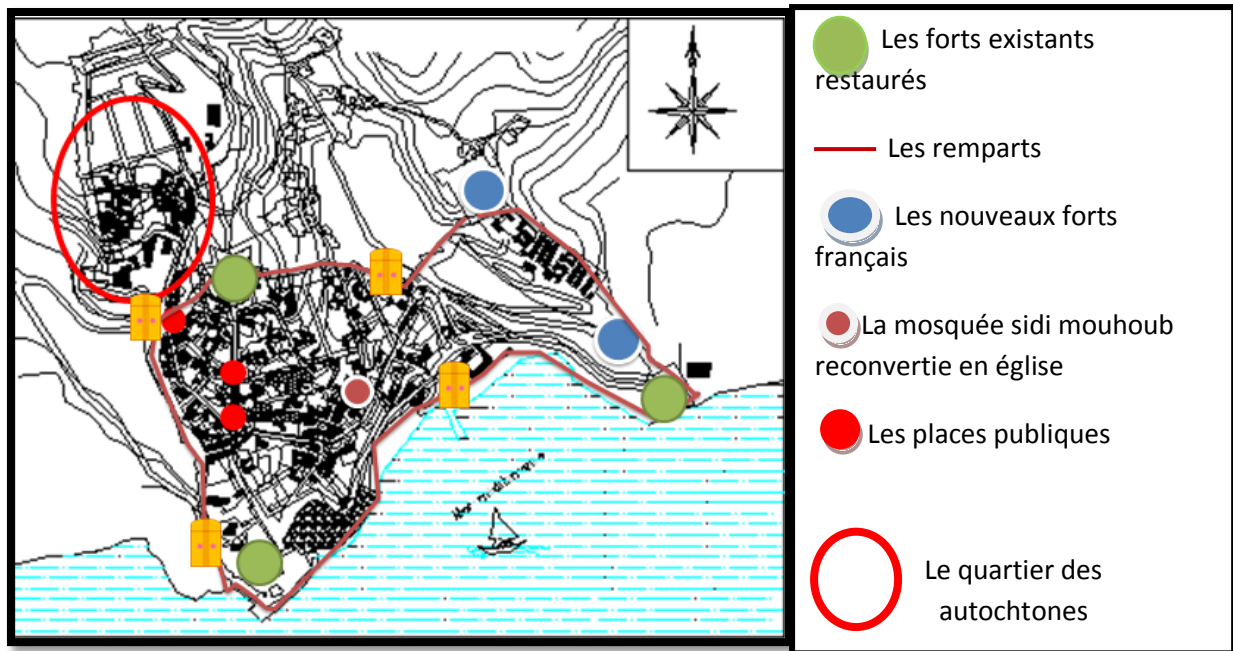 Les forts existants
restaurés
Les remparts
Les nouveaux forts
français
La mosquée sidi mouhoub
reconvertie en église
Les places publiques
Le quartier des
autochtones